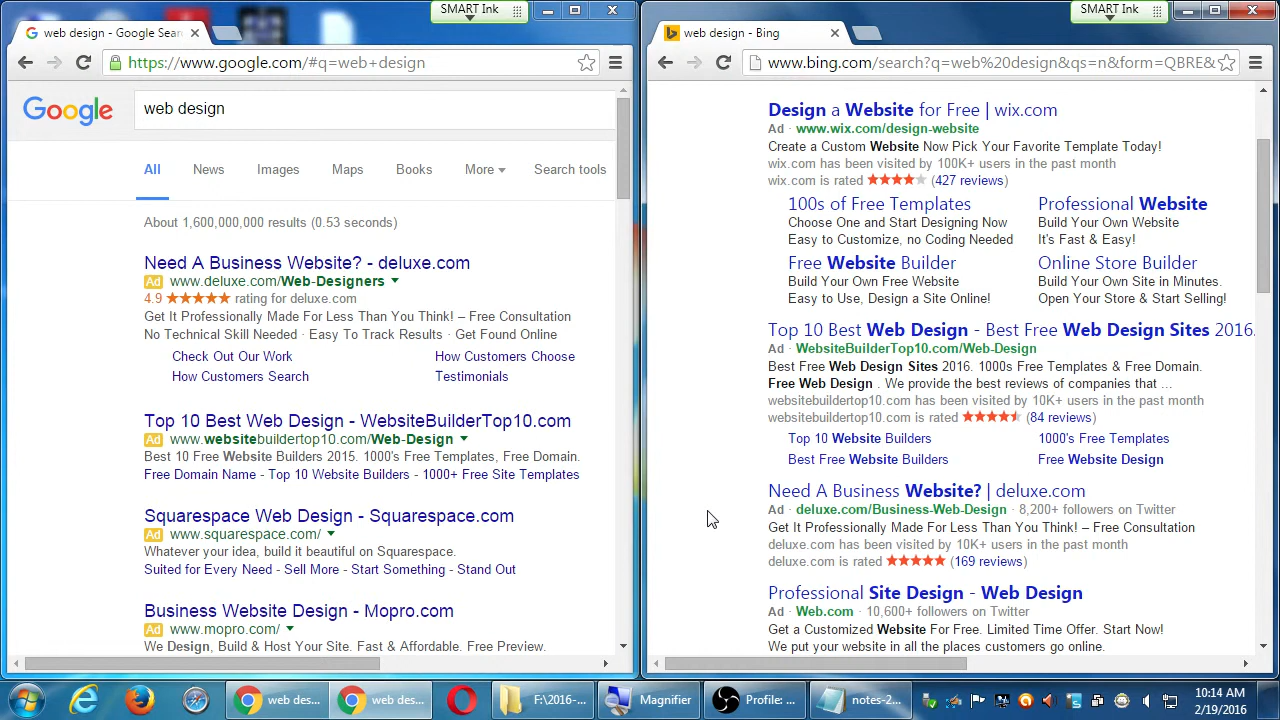 SMART Ink
web design - Google Sear
https://www.google.com/#q=web+design
Google
web design
All News Images Maps Books More Search tools
About 1,600,000,000 results (0.53 seconds)
Need A Business Website? - deluxe.com
Ad www.deluxe.com/Web-Designers
4.9 ★★★★★ rating for deluxe.com
Get It Professionally Made For Less Than You Think! – Free Consultation
No Technical Skill Needed · Easy To Track Results · Get Found Online
Check Out Our Work How Customers Choose
How Customers Search Testimonials
Top 10 Best Web Design - WebsiteBuilderTop10.com
Ad www.websitebuildertop10.com/Web-Design
Best 10 Free Website Builders 2015. 1000's Free Templates, Free Domain.
Free Domain Name - Top 10 Website Builders - 1000+ Free Site Templates
Squarespace Web Design - Squarespace.com
Ad www.squarespace.com/
Whatever your idea, build it beautiful on Squarespace.
Suited for Every Need - Sell More - Start Something - Stand Out
Business Website Design - Mopro.com
Ad www.mopro.com/
We Design, Build & Host Your Site. Fast & Affordable. Free Preview.
SMART Ink
web design - Bing
www.bing.com/search?q=web%20design&qs=n&form=QBRE&
Design a Website for Free | wix.com
Ad · www.wix.com/design-website
Create a Custom Website Now Pick Your Favorite Template Today!
wix.com has been visited by 100K+ users in the past month
wix.com is rated ★★★★★ (427 reviews)
100s of Free Templates Professional Website
Choose One and Start Designing Now Build Your Own Website
Easy to Customize, no Coding Needed It's Fast & Easy!
Free Website Builder Online Store Builder
Build Your Own Free Website Build Your Own Site in Minutes.
Easy to Use, Design a Site Online! Open Your Store & Start Selling!
Top 10 Best Web Design - Best Free Web Design Sites 2016.
Ad · WebsiteBuilderTop10.com/Web-Design
Best Free Web Design Sites 2016. 1000s Free Templates & Free Domain.
Free Web Design . We provide the best reviews of companies that ...
websitebuildertop10.com has been visited by 10K+ users in the past month
websitebuildertop10.com is rated ★★★★★ (84 reviews)
Top 10 Website Builders 1000's Free Templates
Best Free Website Builders Free Website Design
Need A Business Website? | deluxe.com
Ad · deluxe.com/Business-Web-Design · 8,200+ followers on Twitter
Get It Professionally Made For Less Than You Think! – Free Consultation
deluxe.com has been visited by 10K+ users in the past month
deluxe.com is rated ★★★★★ (169 reviews)
Professional Site Design - Web Design
Ad · Web.com · 10,600+ followers on Twitter
Get a Customized Website For Free. Limited Time Offer. Start Now!
We put your website in all the places customers go online.
web des... web des... F:\2016-... Magnifier Profile: ... notes-2... 10:14 AM
2/19/2016